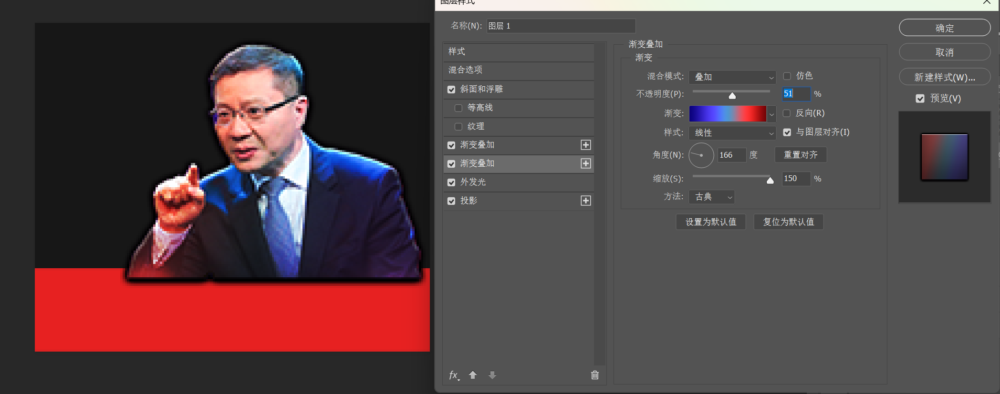 图层样式
名称(N): 图层 1
样式
混合选项
斜面和浮雕
等高线
纹理
渐变叠加
渐变叠加
外发光
投影
fx
渐变叠加
渐变
混合模式: 叠加 仿色
不透明度(P): 51 %
渐变: 反向(R)
样式: 线性 与图层对齐(I)
角度(N): 166 度 重置对齐
缩放(S): 150 %
方法: 古典
设置为默认值 复位为默认值
确定
取消
新建样式(W)...
预览(V)